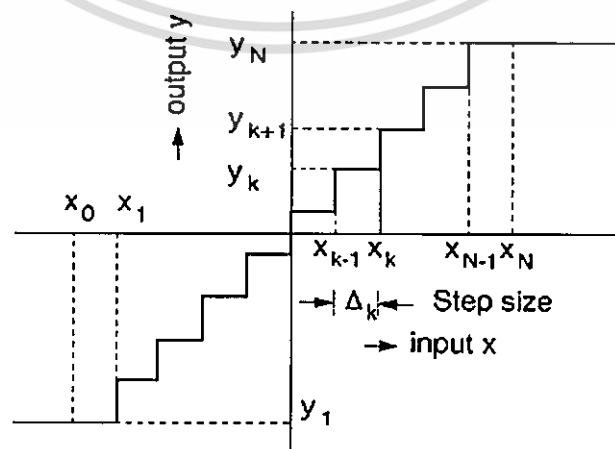 output y
y_N
y_{k+1}
y_k
x_0 x_1
x_{k-1} x_k x_{N-1} x_N
Δ_k Step size
input x
y_1